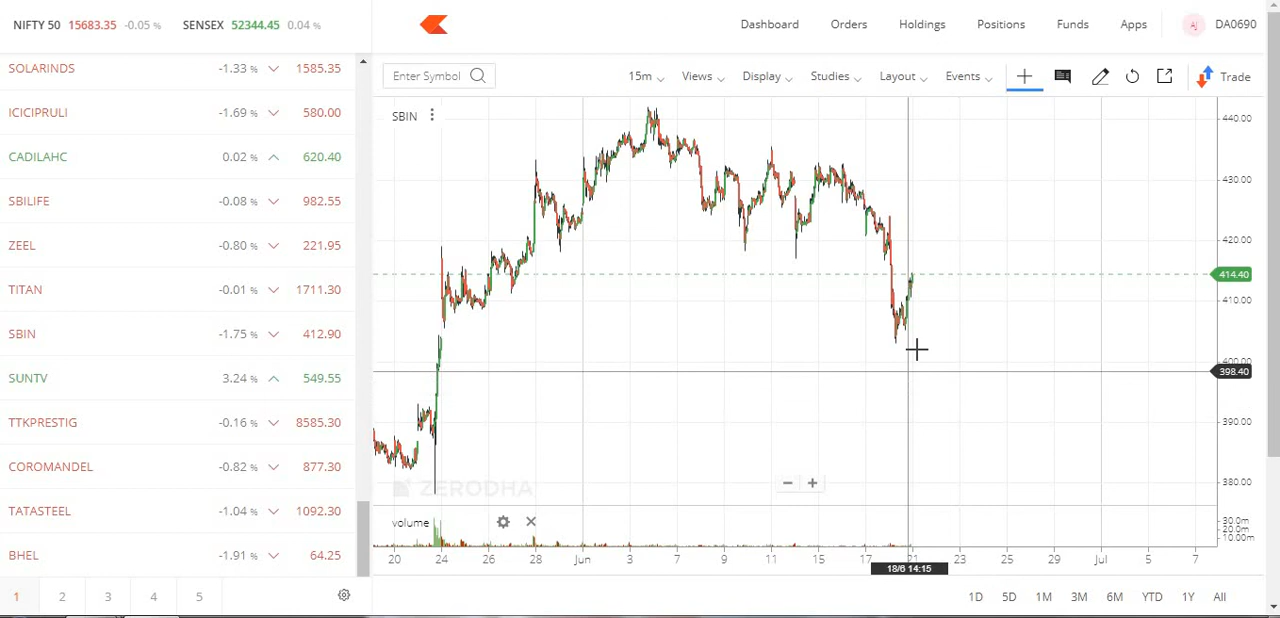 NIFTY 50 15683.35 -0.05 % SENSEX 52344.45 0.04 %
Dashboard Orders Holdings Positions Funds Apps AJ DA0690
SOLARINDS -1.33 % 1585.35
ICICIPRULI -1.69 % 580.00
CADILAHC 0.02 % 620.40
SBILIFE -0.08 % 982.55
ZEEL -0.80 % 221.95
TITAN -0.01 % 1711.30
SBIN -1.75 % 412.90
SUNTV 3.24 % 549.55
TTKPRESTIG -0.16 % 8585.30
COROMANDEL -0.82 % 877.30
TATASTEEL -1.04 % 1092.30
BHEL -1.91 % 64.25
1 2 3 4 5
Enter Symbol 15m Views Display Studies Layout Events Trade
SBIN
440.00
430.00
420.00
414.40
410.00
400.00
398.40
390.00
380.00
ZERODHA
volume
30.0m
20.0m
10.00m
20 24 26 28 Jun 3 7 9 11 15 17 21 23 25 29 Jul 5 7
18/6 14:15
1D 5D 1M 3M 6M YTD 1Y All